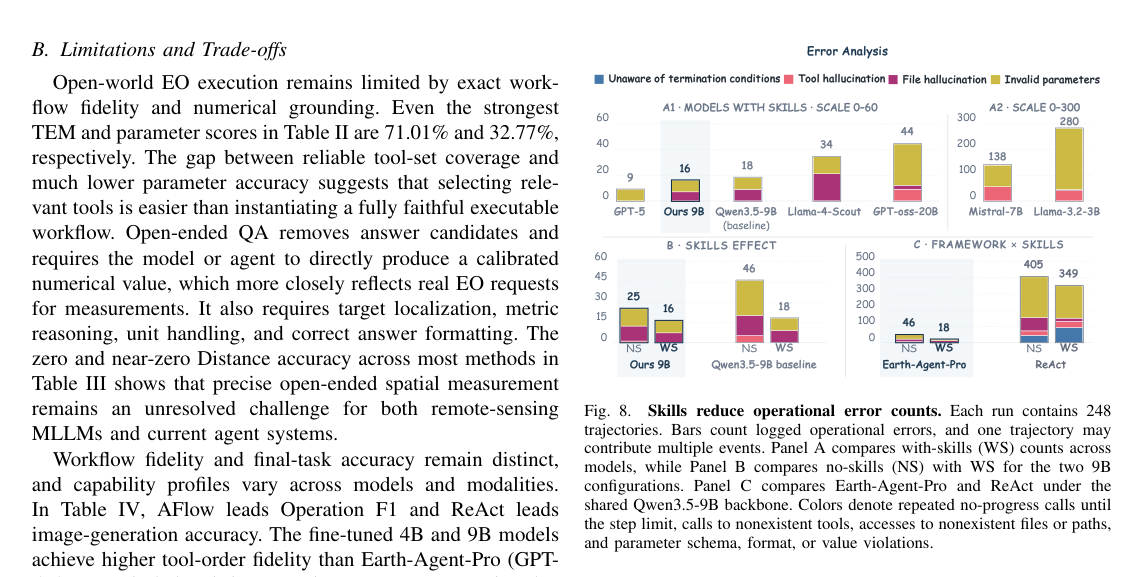 B. Limitations and Trade-offs
Open-world EO execution remains limited by exact work-
flow fidelity and numerical grounding. Even the strongest
TEM and parameter scores in Table II are 71.01% and 32.77%,
respectively. The gap between reliable tool-set coverage and
much lower parameter accuracy suggests that selecting rele-
vant tools is easier than instantiating a fully faithful executable
workflow. Open-ended QA removes answer candidates and
requires the model or agent to directly produce a calibrated
numerical value, which more closely reflects real EO requests
for measurements. It also requires target localization, metric
reasoning, unit handling, and correct answer formatting. The
zero and near-zero Distance accuracy across most methods in
Table III shows that precise open-ended spatial measurement
remains an unresolved challenge for both remote-sensing
MLLMs and current agent systems.
Workflow fidelity and final-task accuracy remain distinct,
and capability profiles vary across models and modalities.
In Table IV, AFlow leads Operation F1 and ReAct leads
image-generation accuracy. The fine-tuned 4B and 9B models
achieve higher tool-order fidelity than Earth-Agent-Pro (GPT-
Error Analysis
Unaware of termination conditions Tool hallucination File hallucination Invalid parameters
A1 · MODELS WITH SKILLS · SCALE 0–60
60
40
20
0
9
16
18
34
44
GPT-5 Ours 9B Qwen3.5-9B Llama-4-Scout GPT-oss-20B
(baseline)
A2 · SCALE 0–300
300
200
100
0
138
280
Mistral-7B Llama-3.2-3B
B · SKILLS EFFECT
60
45
30
15
0
25
16
46
18
NS WS NS WS
Ours 9B Qwen3.5-9B baseline
C · FRAMEWORK × SKILLS
500
400
300
200
100
0
46
18
405
349
NS WS NS WS
Earth-Agent-Pro ReAct
Fig. 8. Skills reduce operational error counts. Each run contains 248
trajectories. Bars count logged operational errors, and one trajectory may
contribute multiple events. Panel A compares with-skills (WS) counts across
models, while Panel B compares no-skills (NS) with WS for the two 9B
configurations. Panel C compares Earth-Agent-Pro and ReAct under the
shared Qwen3.5-9B backbone. Colors denote repeated no-progress calls until
the step limit, calls to nonexistent tools, accesses to nonexistent files or paths,
and parameter schema, format, or value violations.